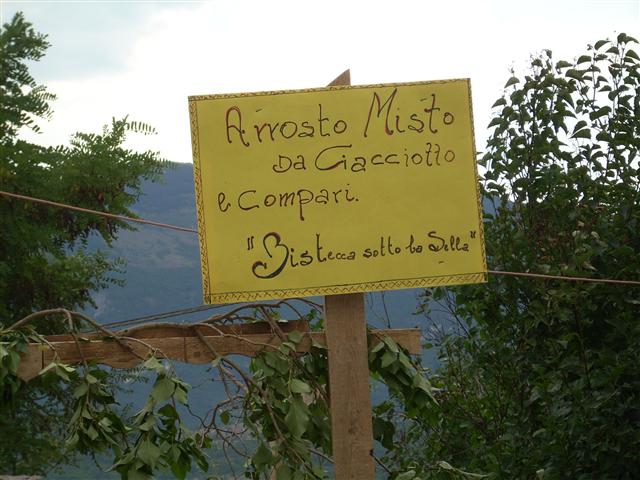 Arrosto Misto
DA Ciacciotto
e compari.
"Bistecca sotto la Sella"